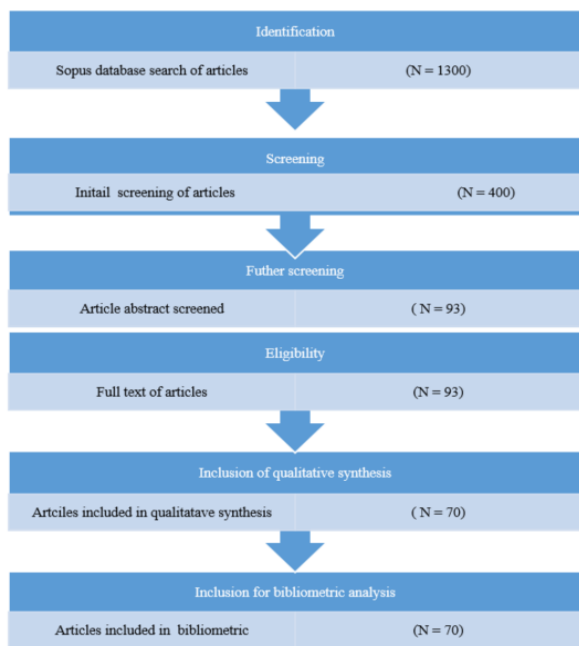 Identification
Sopus database search of articles (N = 1300)
Screening
Initail screening of articles (N = 400)
Futher screening
Article abstract screened ( N = 93)
Eligibility
Full text of articles (N = 93)
Inclusion of qualitative synthesis
Artciles included in qualitatave synthesis ( N = 70)
Inclusion for bibliometric analysis
Articles included in bibliometric (N = 70)